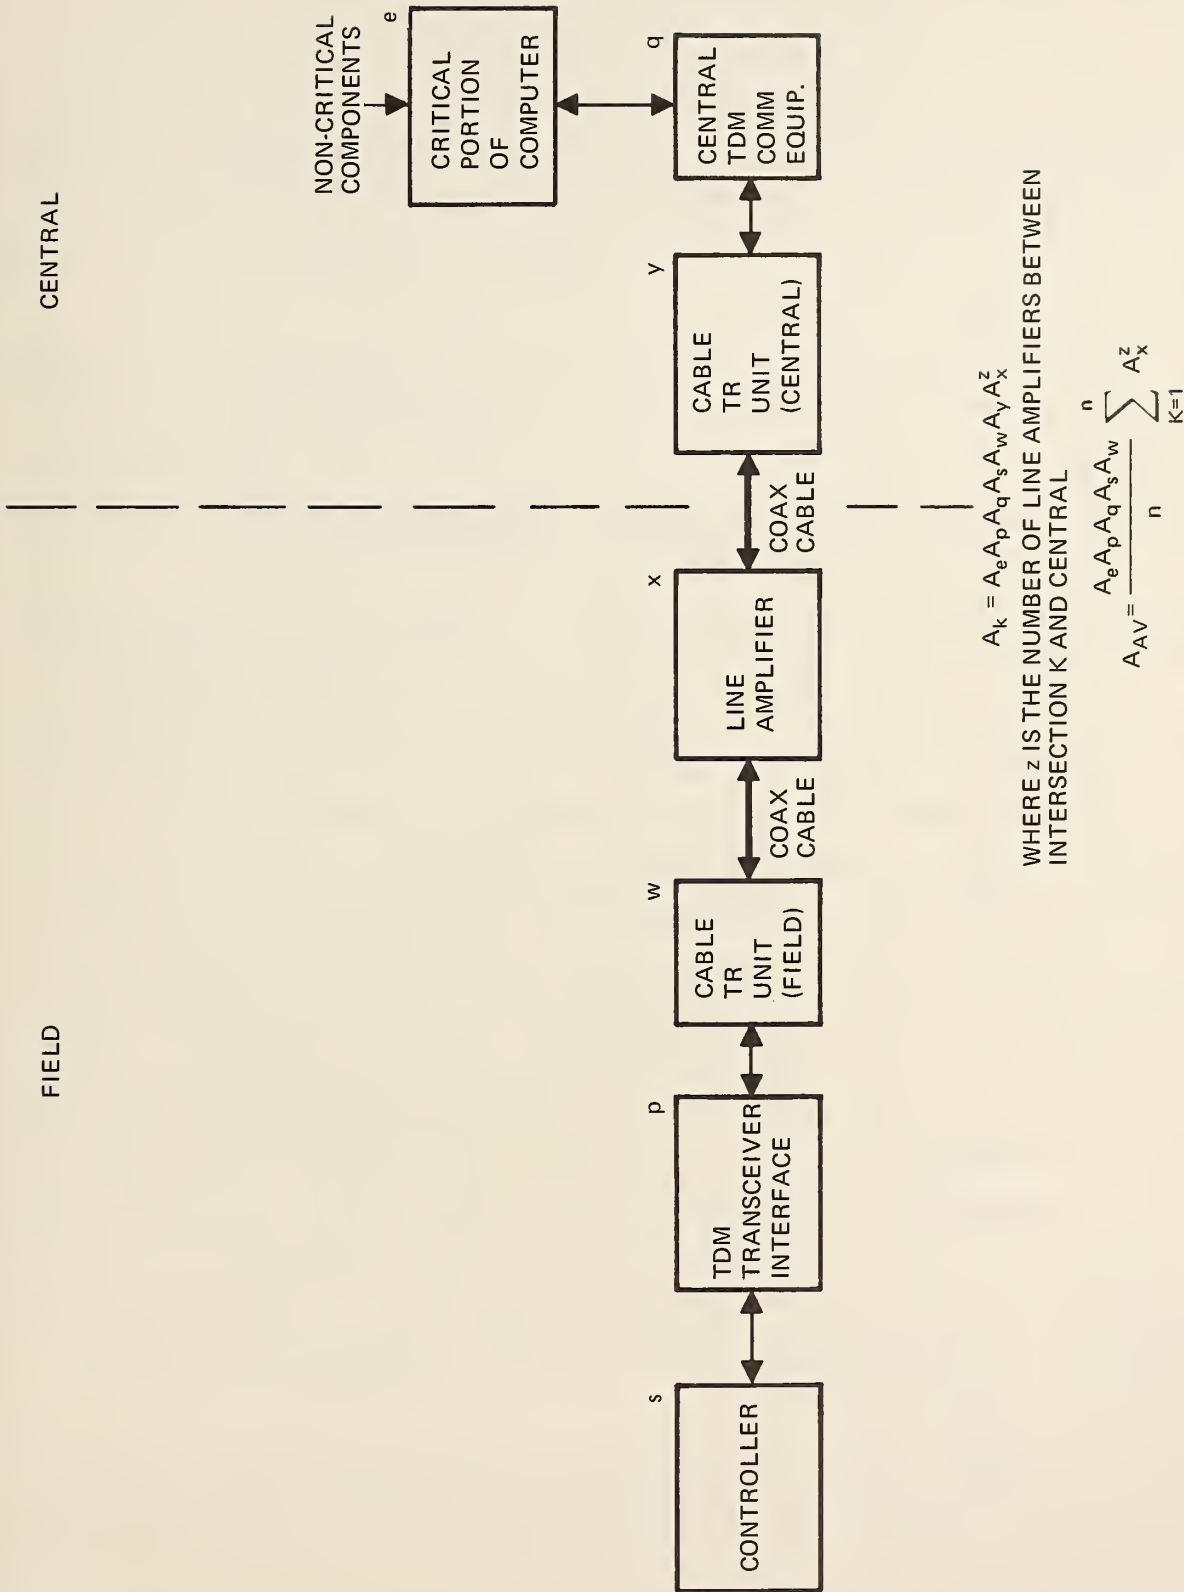 FIELD
CENTRAL
NON-CRITICAL
COMPONENTS
e
CRITICAL
PORTION
OF
COMPUTER
s
CONTROLLER
p
TDM
TRANSCEIVER
INTERFACE
w
CABLE
TR
UNIT
(FIELD)
COAX
CABLE
x
LINE
AMPLIFIER
COAX
CABLE
y
CABLE
TR
UNIT
(CENTRAL)
q
CENTRAL
TDM
COMM
EQUIP.
A_k = A_e A_p A_q A_s A_w A_y A_x^z
WHERE z IS THE NUMBER OF LINE AMPLIFIERS BETWEEN
INTERSECTION K AND CENTRAL
A_AV = \frac{A_e A_p A_q A_s A_w}{n} \sum_{K=1}^{n} A_x^z